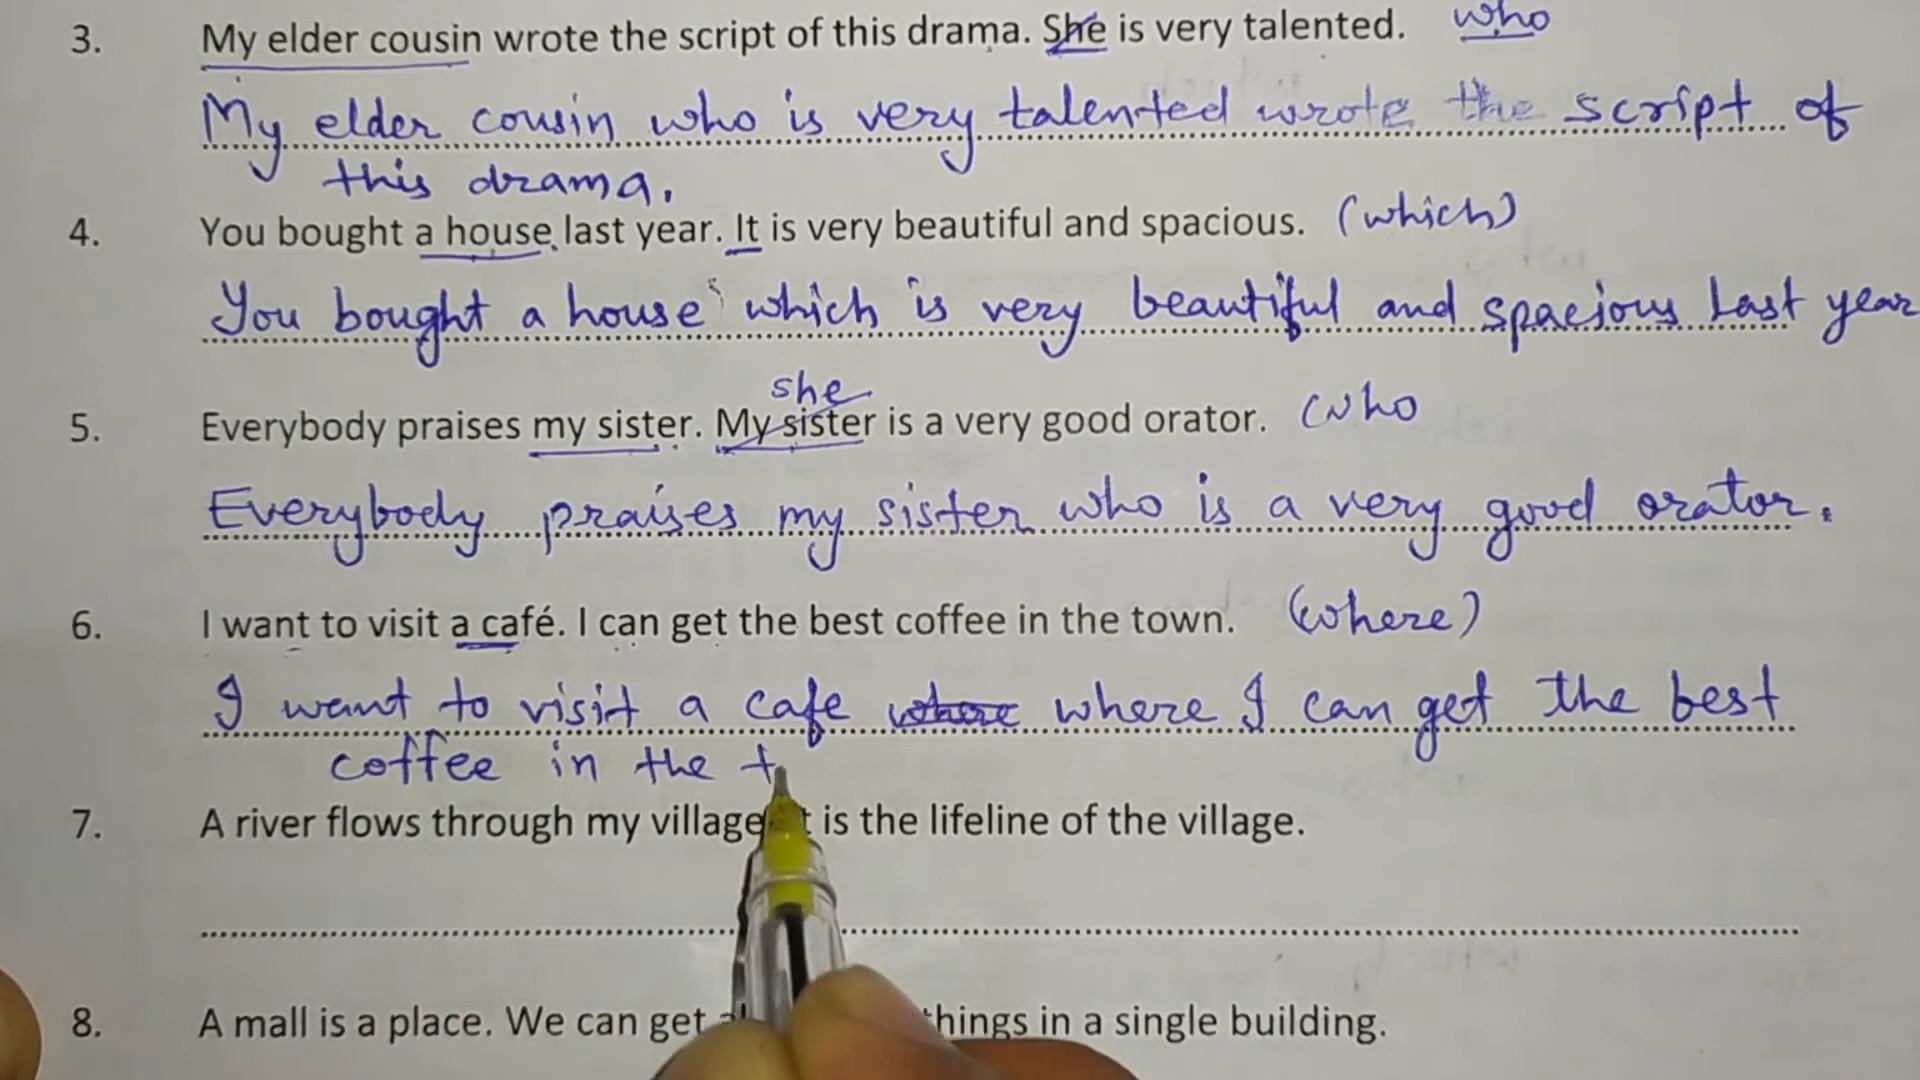 3. My elder cousin wrote the script of this drama. She is very talented. who
My elder cousin who is very talented wrote the script of
this drama.
4. You bought a house last year. It is very beautiful and spacious. (which)
You bought a house which is very beautiful and spacious last year
she
5. Everybody praises my sister. My sister is a very good orator. (who
Everybody praises my sister who is a very good orator.
6. I want to visit a café. I can get the best coffee in the town. (where)
I want to visit a cafe where where I can get the best
coffee in the t
7. A river flows through my village is the lifeline of the village.
8. A mall is a place. We can get in a single building.